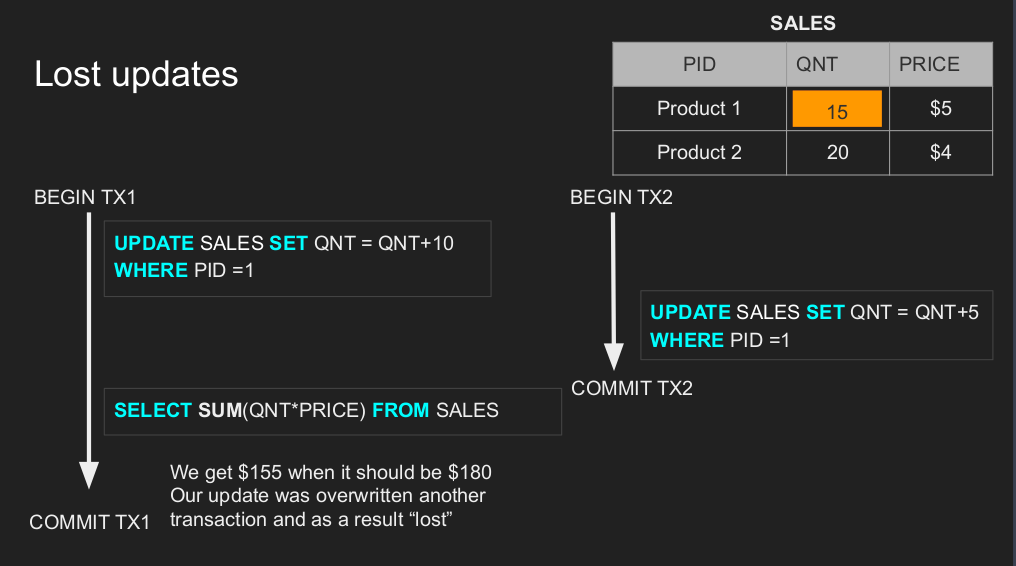 SALES
Lost updates
PID QNT PRICE
Product 1 15 $5
Product 2 20 $4
BEGIN TX1
BEGIN TX2
UPDATE SALES SET QNT = QNT+10
WHERE PID =1
UPDATE SALES SET QNT = QNT+5
WHERE PID =1
COMMIT TX2
SELECT SUM(QNT*PRICE) FROM SALES
We get $155 when it should be $180
Our update was overwritten another
transaction and as a result “lost”
COMMIT TX1